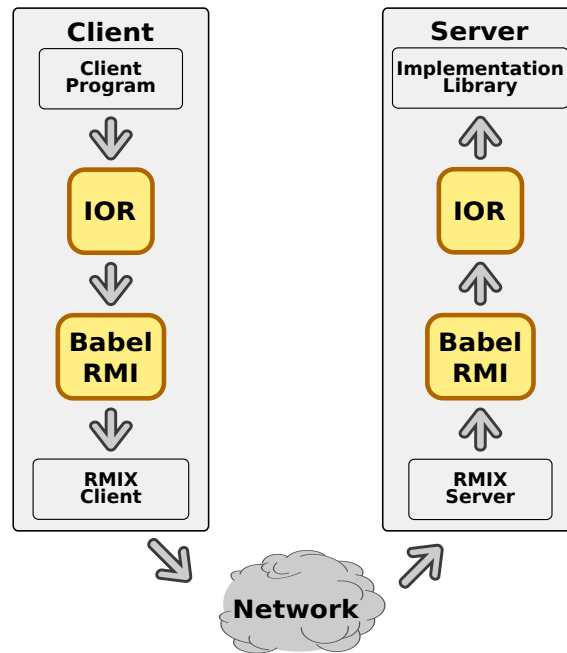 Client
Client
Program
IOR
Babel
RMI
RMIX
Client
Server
Implementation
Library
IOR
Babel
RMI
RMIX
Server
Network